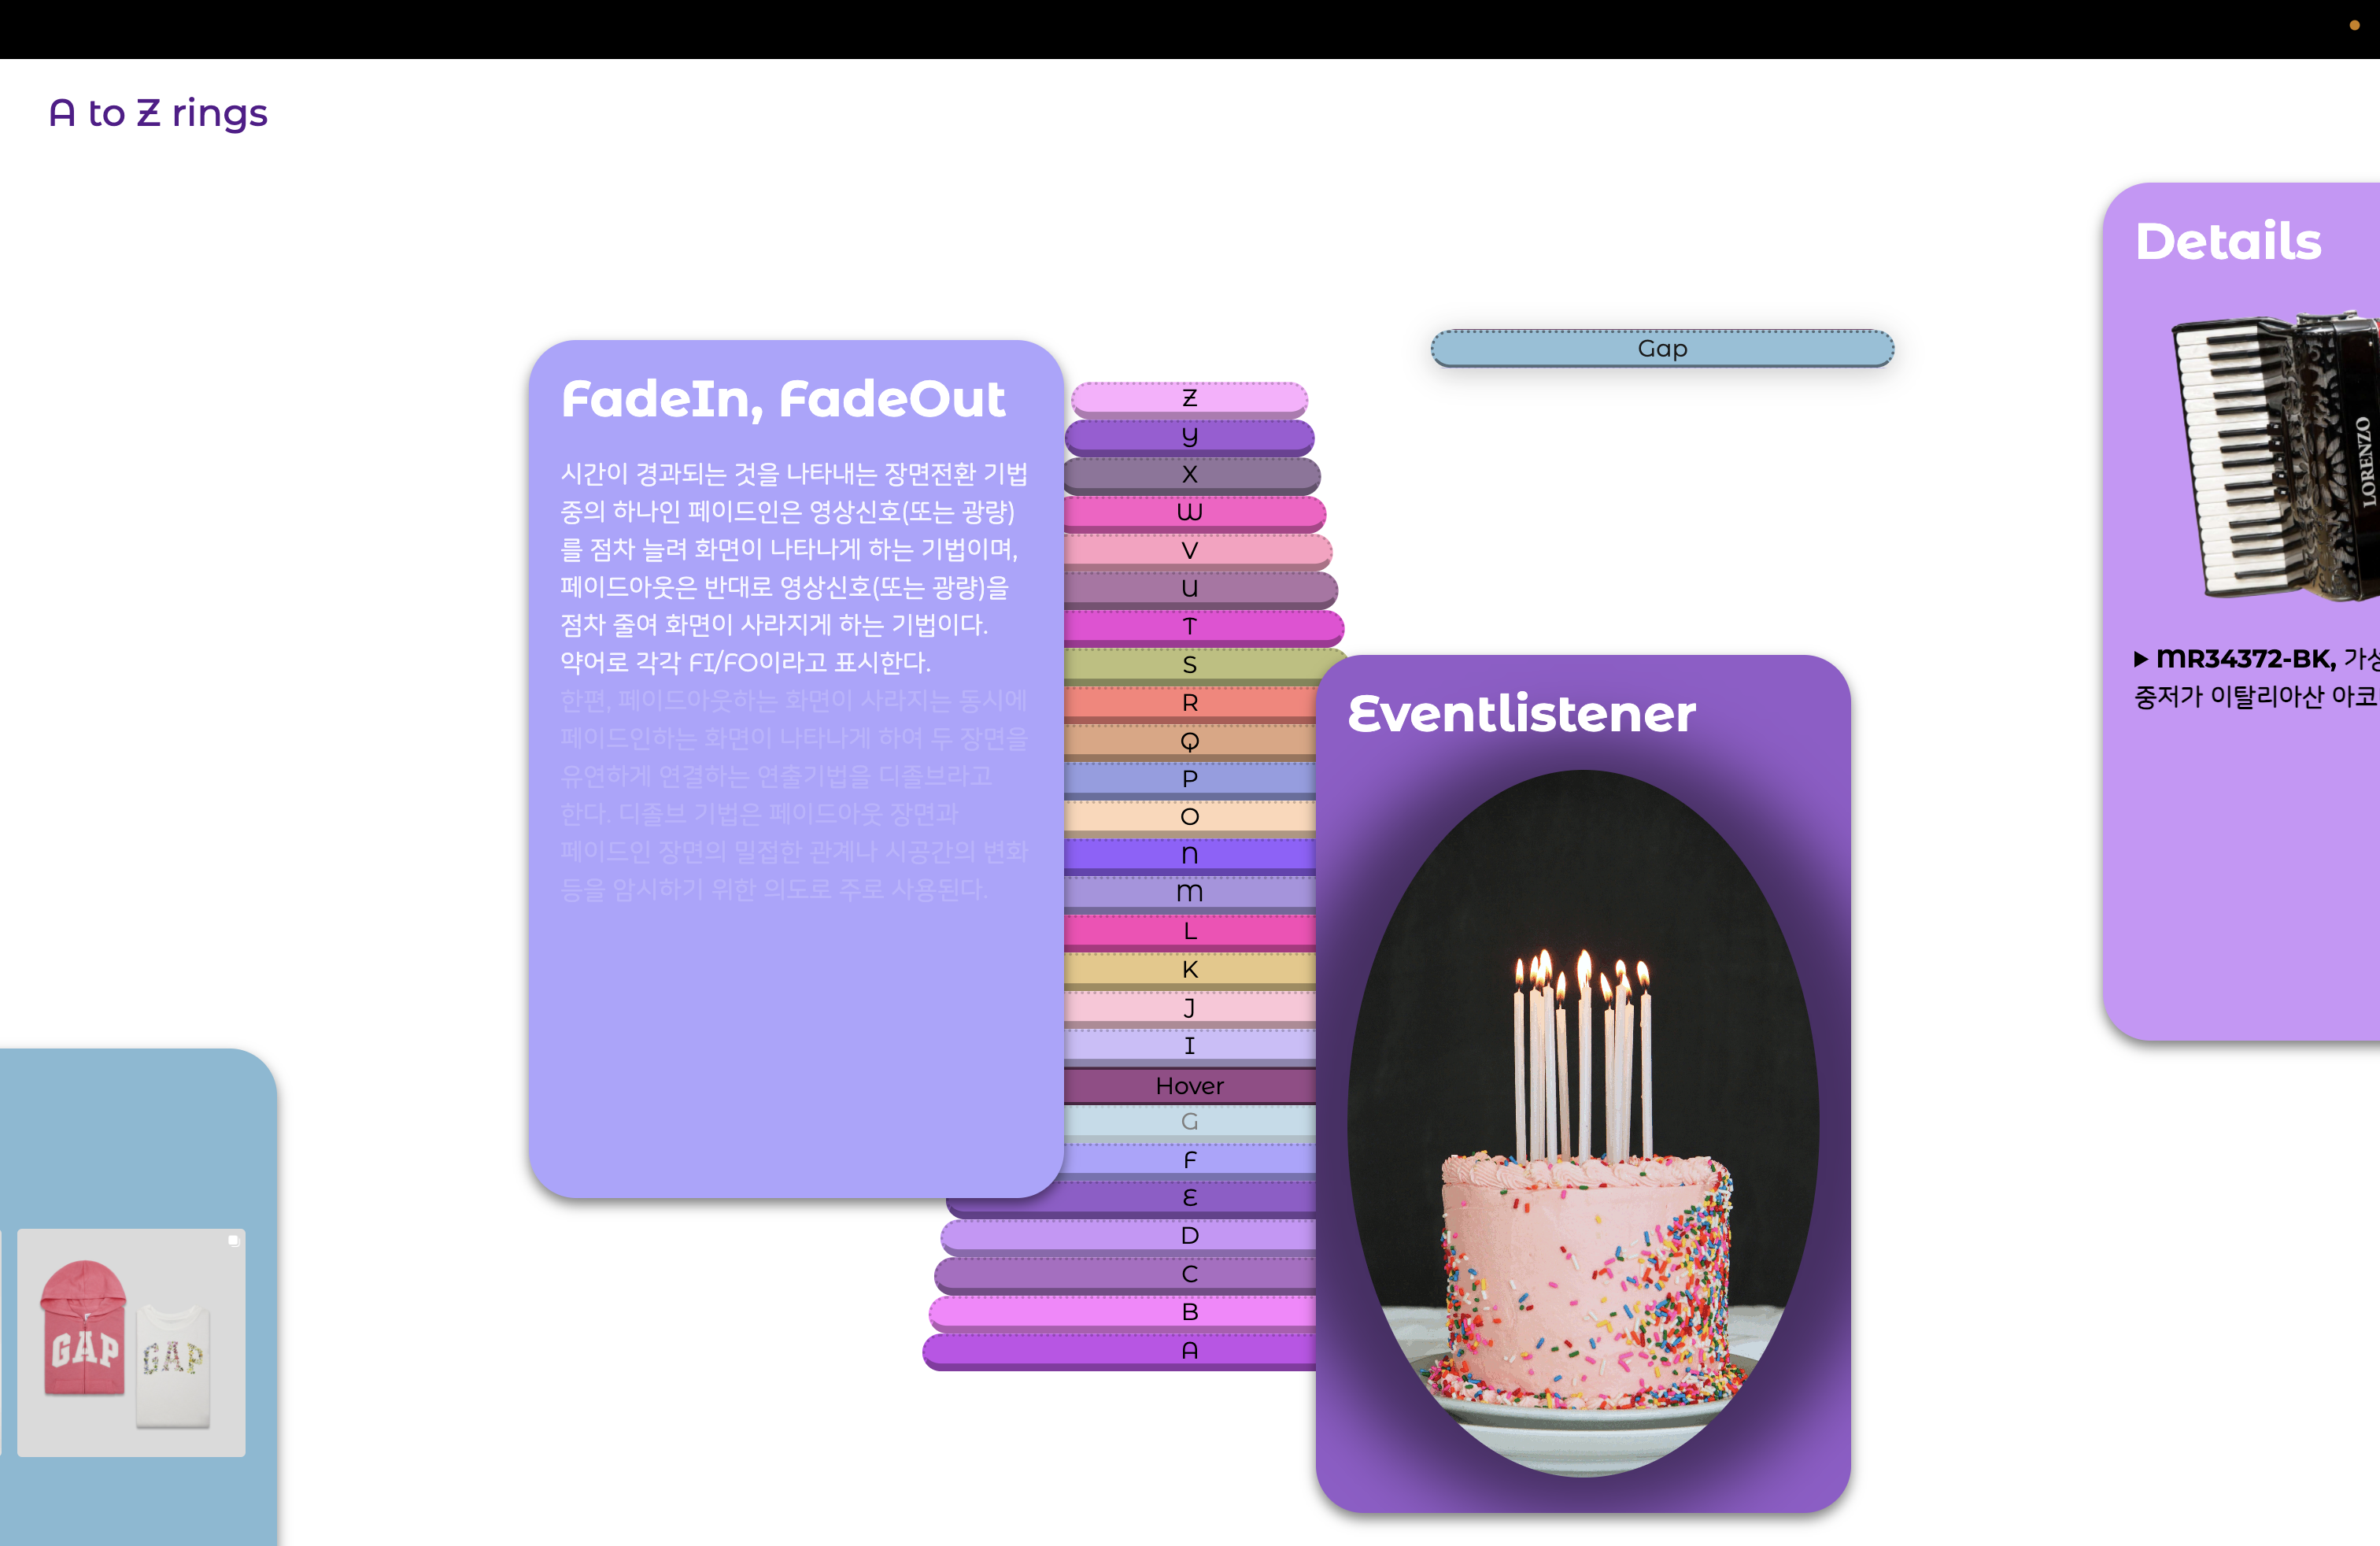 A to Z rings
Details
LORENZO
▶ MR34372-BK,
중저가 이탈리아산
Gap
FadeIn, FadeOut
시간이 경과되는 것을 나타내는 장면전환 기법
중의 하나인 페이드인은 영상신호(또는 광량)
를 점차 늘려 화면이 나타나게 하는 기법이며,
페이드아웃은 반대로 영상신호(또는 광량)을
점차 줄여 화면이 사라지게 하는 기법이다.
약어로 각각 FI/FO이라고 표시한다.
한편, 페이드아웃하는 화면이 사라지는 동시에
페이드인하는 화면이 나타나게 하여 두 장면을
유연하게 연결하는 연출기법을 디졸브라고
한다. 디졸브 기법은 페이드아웃 장면과
페이드인 장면의 밀접한 관계나 시공간의 변화
등을 암시하기 위한 의도로 주로 사용된다.
Z
Y
X
W
V
U
T
S
R
Q
P
O
N
M
L
K
J
I
Hover
G
F
E
D
C
B
A
Eventlistener
GAP
GAP